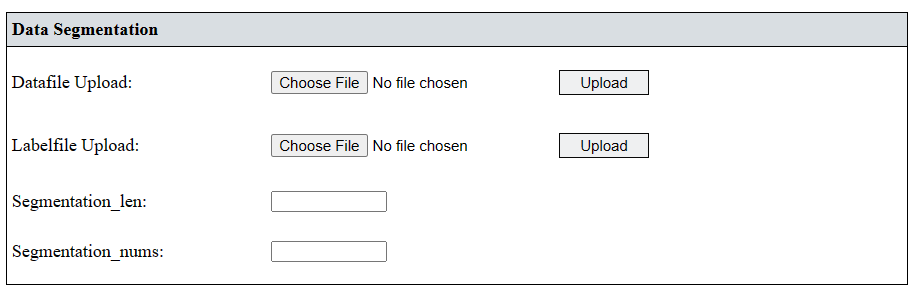 Data Segmentation
Datafile Upload: Choose File No file chosen Upload
Labelfile Upload: Choose File No file chosen Upload
Segmentation_len:
Segmentation_nums: